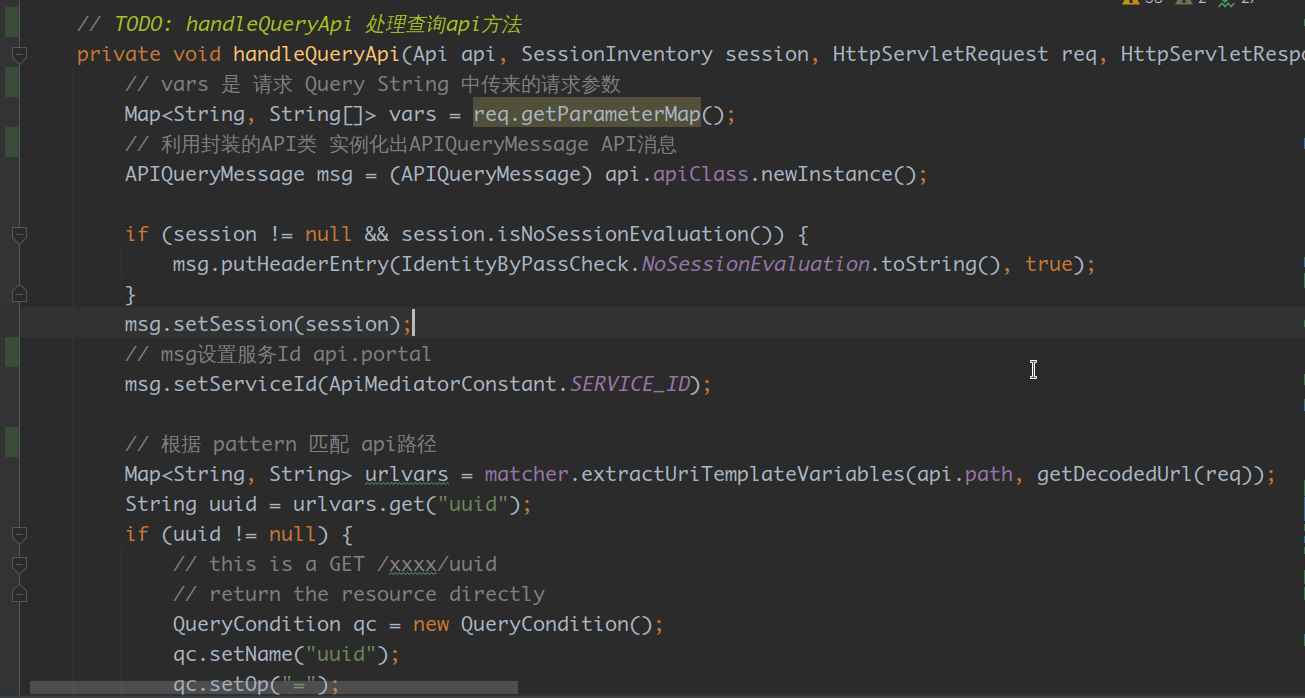 // TODO: handleQueryApi 处理查询api方法
private void handleQueryApi(Api api, SessionInventory session, HttpServletRequest req, HttpServletRespo
// vars 是 请求 Query String 中传来的请求参数
Map<String, String[]> vars = req.getParameterMap();
// 利用封装的API类 实例化出APIQueryMessage API消息
APIQueryMessage msg = (APIQueryMessage) api.apiClass.newInstance();
if (session != null && session.isNoSessionEvaluation()) {
msg.putHeaderEntry(IdentityByPassCheck.NoSessionEvaluation.toString(), true);
}
msg.setSession(session);
// msg设置服务Id api.portal
msg.setServiceId(ApiMediatorConstant.SERVICE_ID);
// 根据 pattern 匹配 api路径
Map<String, String> urlvars = matcher.extractUriTemplateVariables(api.path, getDecodedUrl(req));
String uuid = urlvars.get("uuid");
if (uuid != null) {
// this is a GET /xxxx/uuid
// return the resource directly
QueryCondition qc = new QueryCondition();
qc.setName("uuid");
qc.setOp("=");